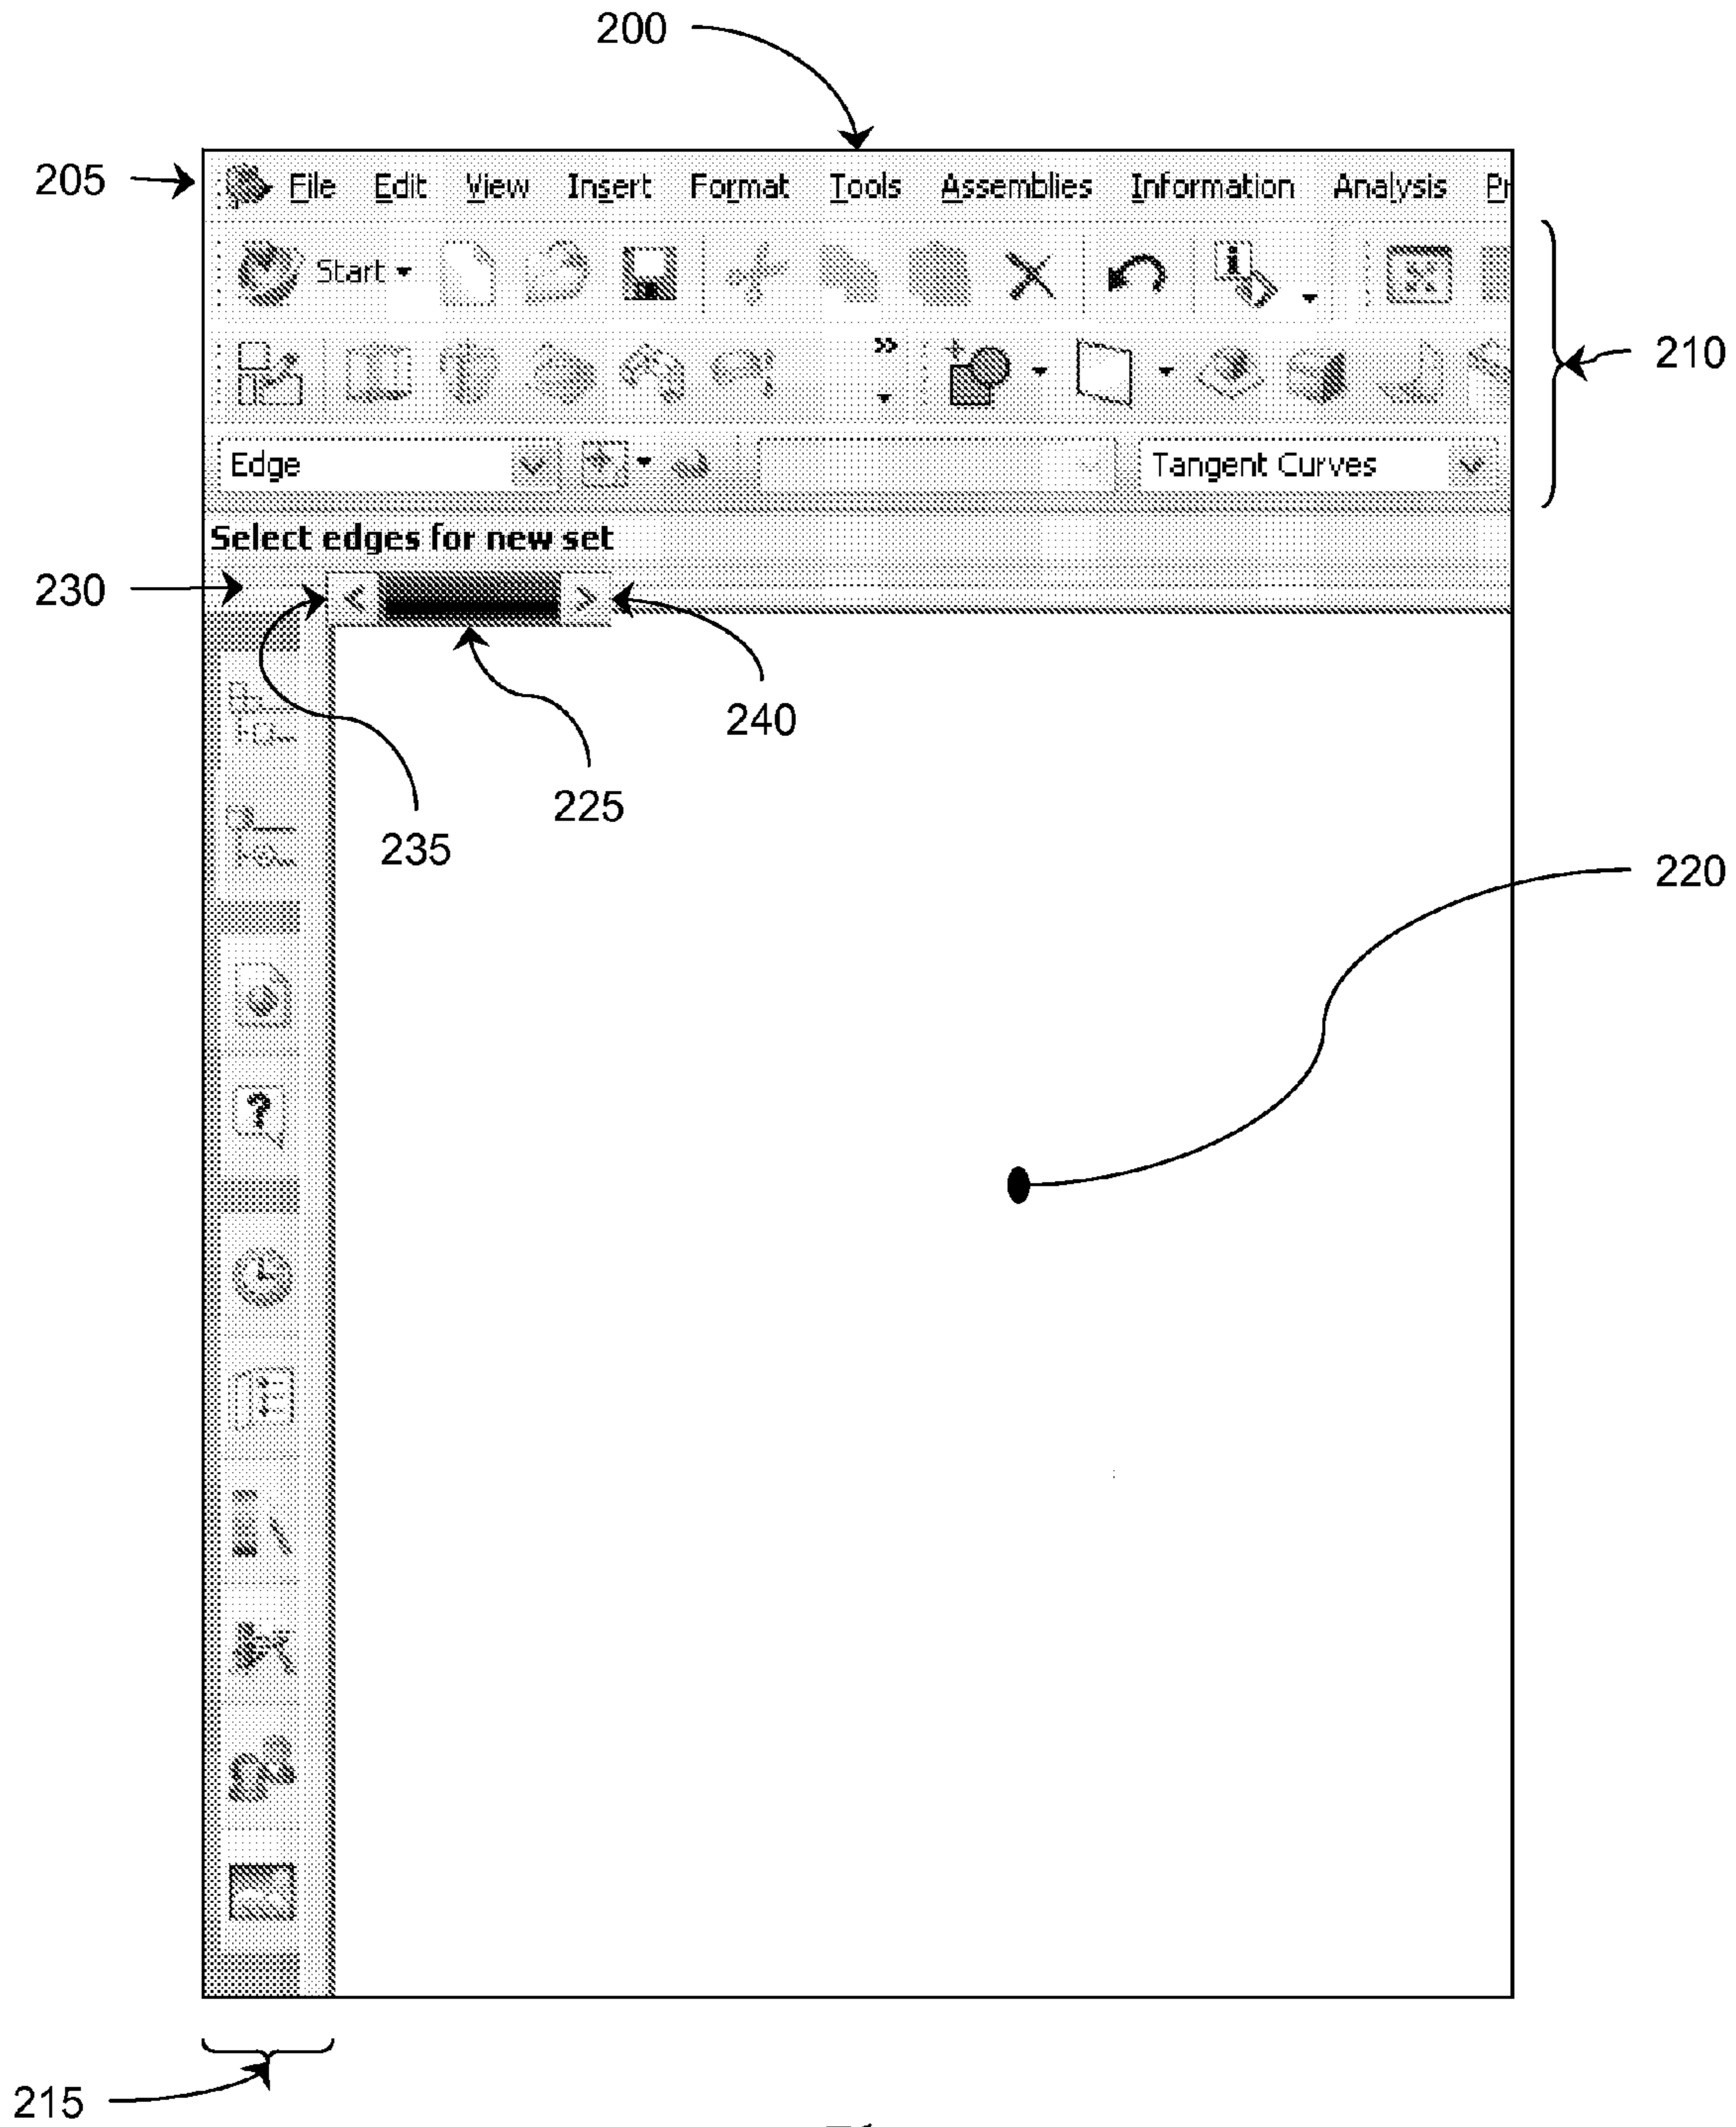 200
205
File Edit View Insert Format Tools Assemblies Information Analysis Pr
Start
210
»
Edge
Tangent Curves
Select edges for new set
230
< >
240
225
235
220
?
215